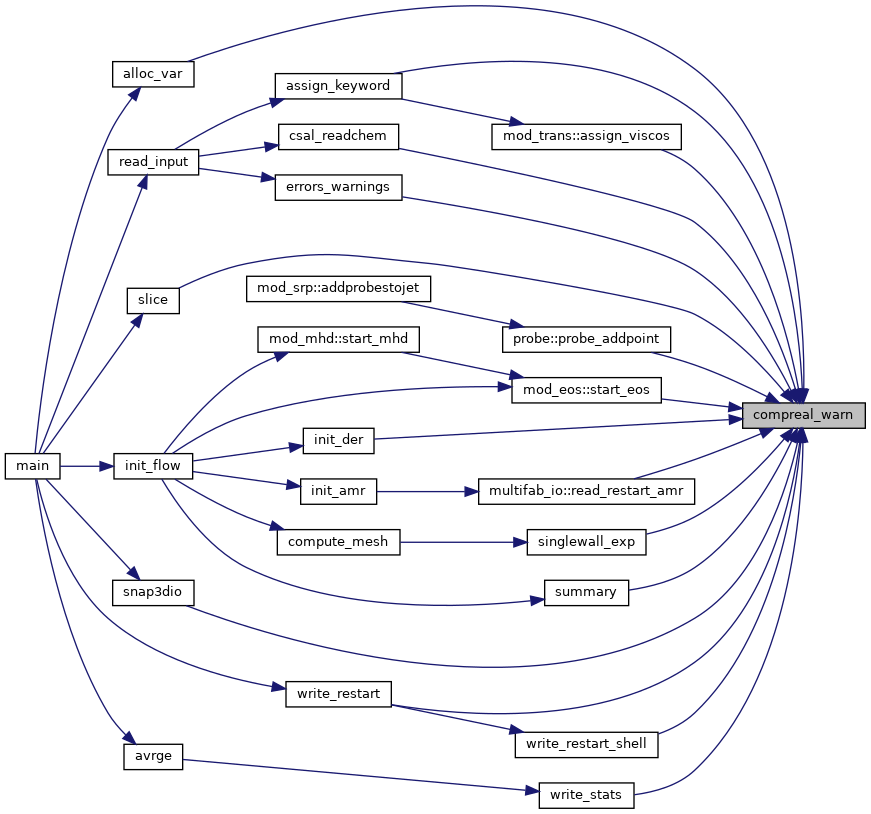 alloc_var
assign_keyword
mod_trans::assign_viscos
csal_readchem
read_input
errors_warnings
slice
mod_srp::addprobestojet
mod_mhd::start_mhd
probe::probe_addpoint
mod_eos::start_eos
compreal_warn
init_der
main
init_flow
init_amr
multifab_io::read_restart_amr
compute_mesh
singlewall_exp
snap3dio
summary
write_restart
write_restart_shell
avrge
write_stats